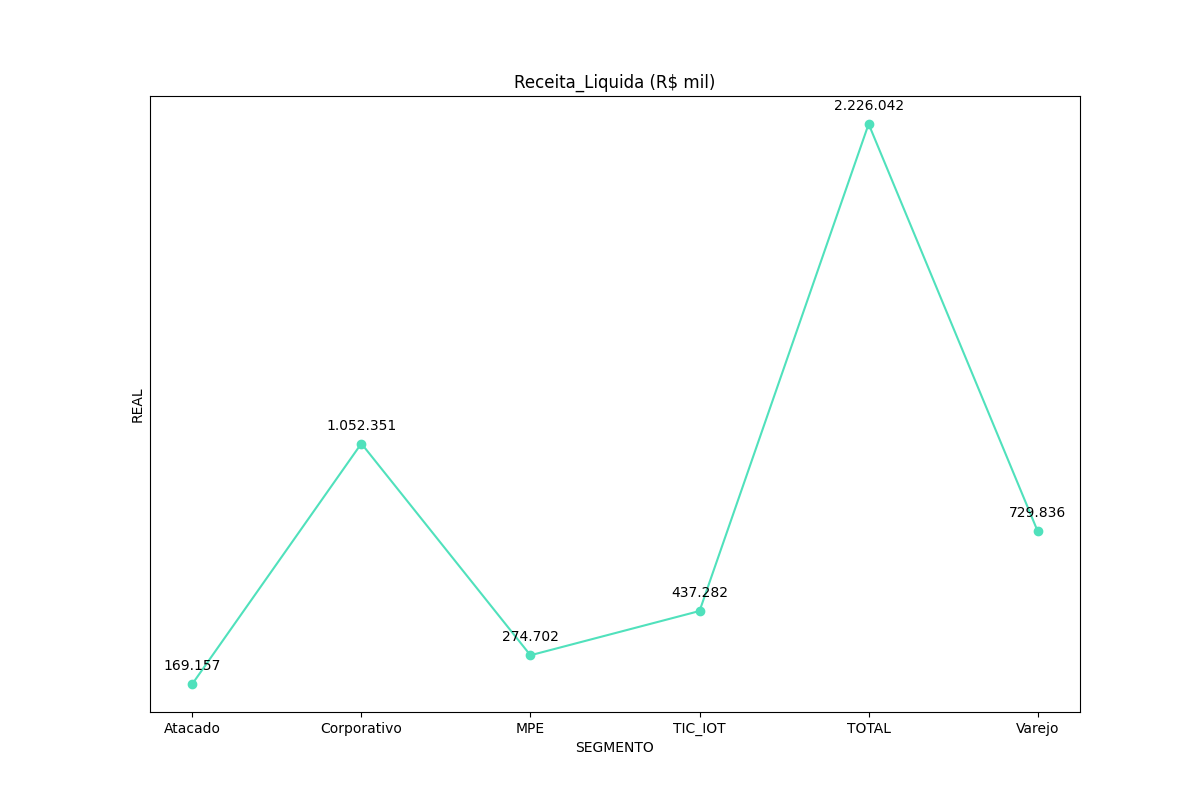 Receita_Liquida (R$ mil)
2.226.042
REAL
1.052.351
729.836
437.282
274.702
169.157
Atacado Corporativo MPE TIC_IOT TOTAL Varejo
SEGMENTO